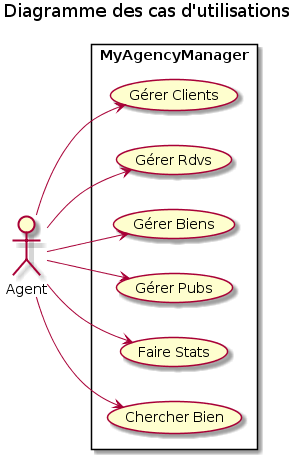 Diagramme des cas d'utilisations
MyAgencyManager
Gérer Clients
Gérer Rdvs
Gérer Biens
Agent
Gérer Pubs
Faire Stats
Chercher Bien